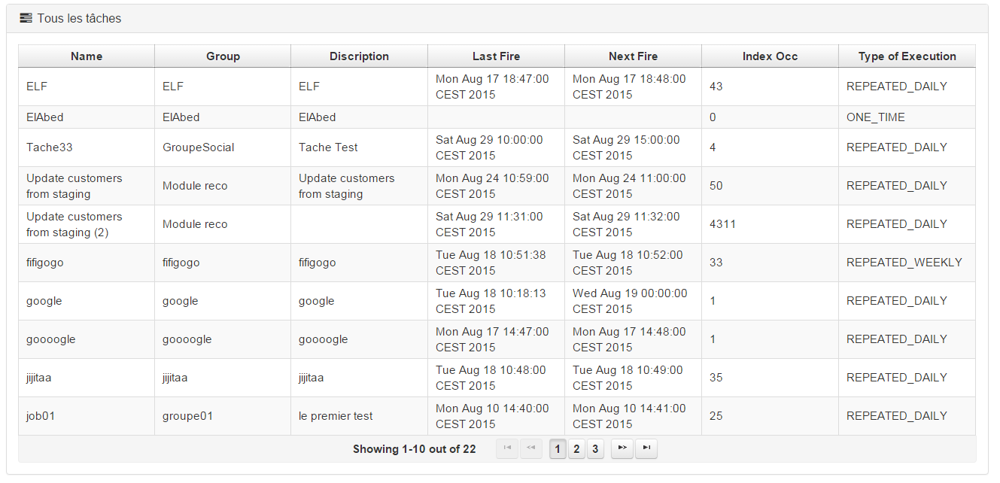 Tous les tâches
Name Group Discription Last Fire Next Fire Index Occ Type of Execution
ELF ELF ELF Mon Aug 17 18:47:00 CEST 2015 Mon Aug 17 18:48:00 CEST 2015 43 REPEATED_DAILY
ElAbed ElAbed ElAbed 0 ONE_TIME
Tache33 GroupeSocial Tache Test Sat Aug 29 10:00:00 CEST 2015 Sat Aug 29 15:00:00 CEST 2015 4 REPEATED_DAILY
Update customers from staging Module reco Update customers from staging Mon Aug 24 10:59:00 CEST 2015 Mon Aug 24 11:00:00 CEST 2015 50 REPEATED_DAILY
Update customers from staging (2) Module reco Sat Aug 29 11:31:00 CEST 2015 Sat Aug 29 11:32:00 CEST 2015 4311 REPEATED_DAILY
fifigogo fifigogo fifigogo Tue Aug 18 10:51:38 CEST 2015 Tue Aug 18 10:52:00 CEST 2015 33 REPEATED_WEEKLY
google google google Tue Aug 18 10:18:13 CEST 2015 Wed Aug 19 00:00:00 CEST 2015 1 REPEATED_DAILY
goooogle goooogle goooogle Mon Aug 17 14:47:00 CEST 2015 Mon Aug 17 14:48:00 CEST 2015 1 REPEATED_DAILY
jijitaa jijitaa jijitaa Tue Aug 18 10:48:00 CEST 2015 Tue Aug 18 10:49:00 CEST 2015 35 REPEATED_DAILY
job01 groupe01 le premier test Mon Aug 10 14:40:00 CEST 2015 Mon Aug 10 14:41:00 CEST 2015 25 REPEATED_DAILY
Showing 1-10 out of 22 1 2 3